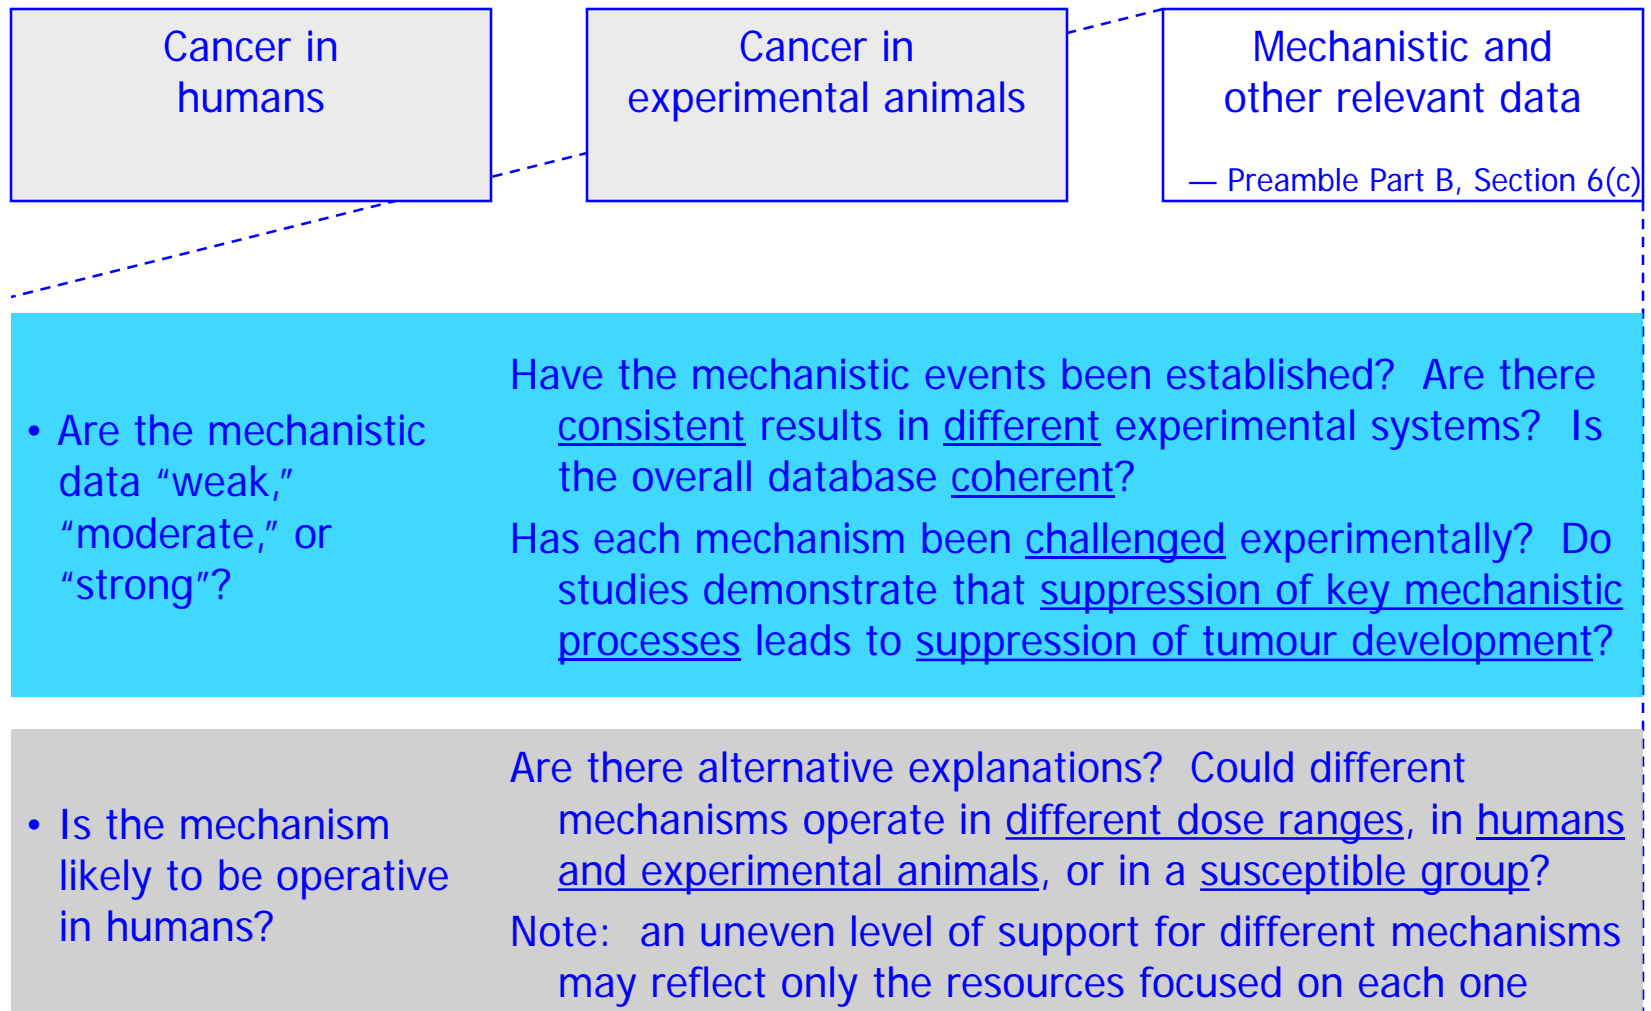 Cancer in
humans
Cancer in
experimental animals
Mechanistic and
other relevant data
— Preamble Part B, Section 6(c)
• Are the mechanistic
data “weak,”
“moderate,” or
“strong”?
Have the mechanistic events been established? Are there
consistent results in different experimental systems? Is
the overall database coherent?
Has each mechanism been challenged experimentally? Do
studies demonstrate that suppression of key mechanistic
processes leads to suppression of tumour development?
• Is the mechanism
likely to be operative
in humans?
Are there alternative explanations? Could different
mechanisms operate in different dose ranges, in humans
and experimental animals, or in a susceptible group?
Note: an uneven level of support for different mechanisms
may reflect only the resources focused on each one